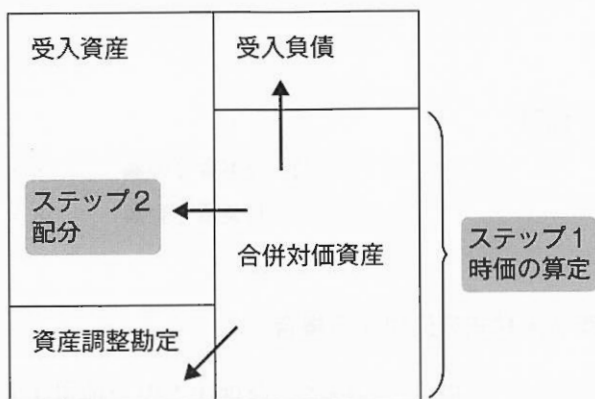 受入資産
受入負債
ステップ2
配分
合併対価資産
ステップ1
時価の算定
資産調整勘定